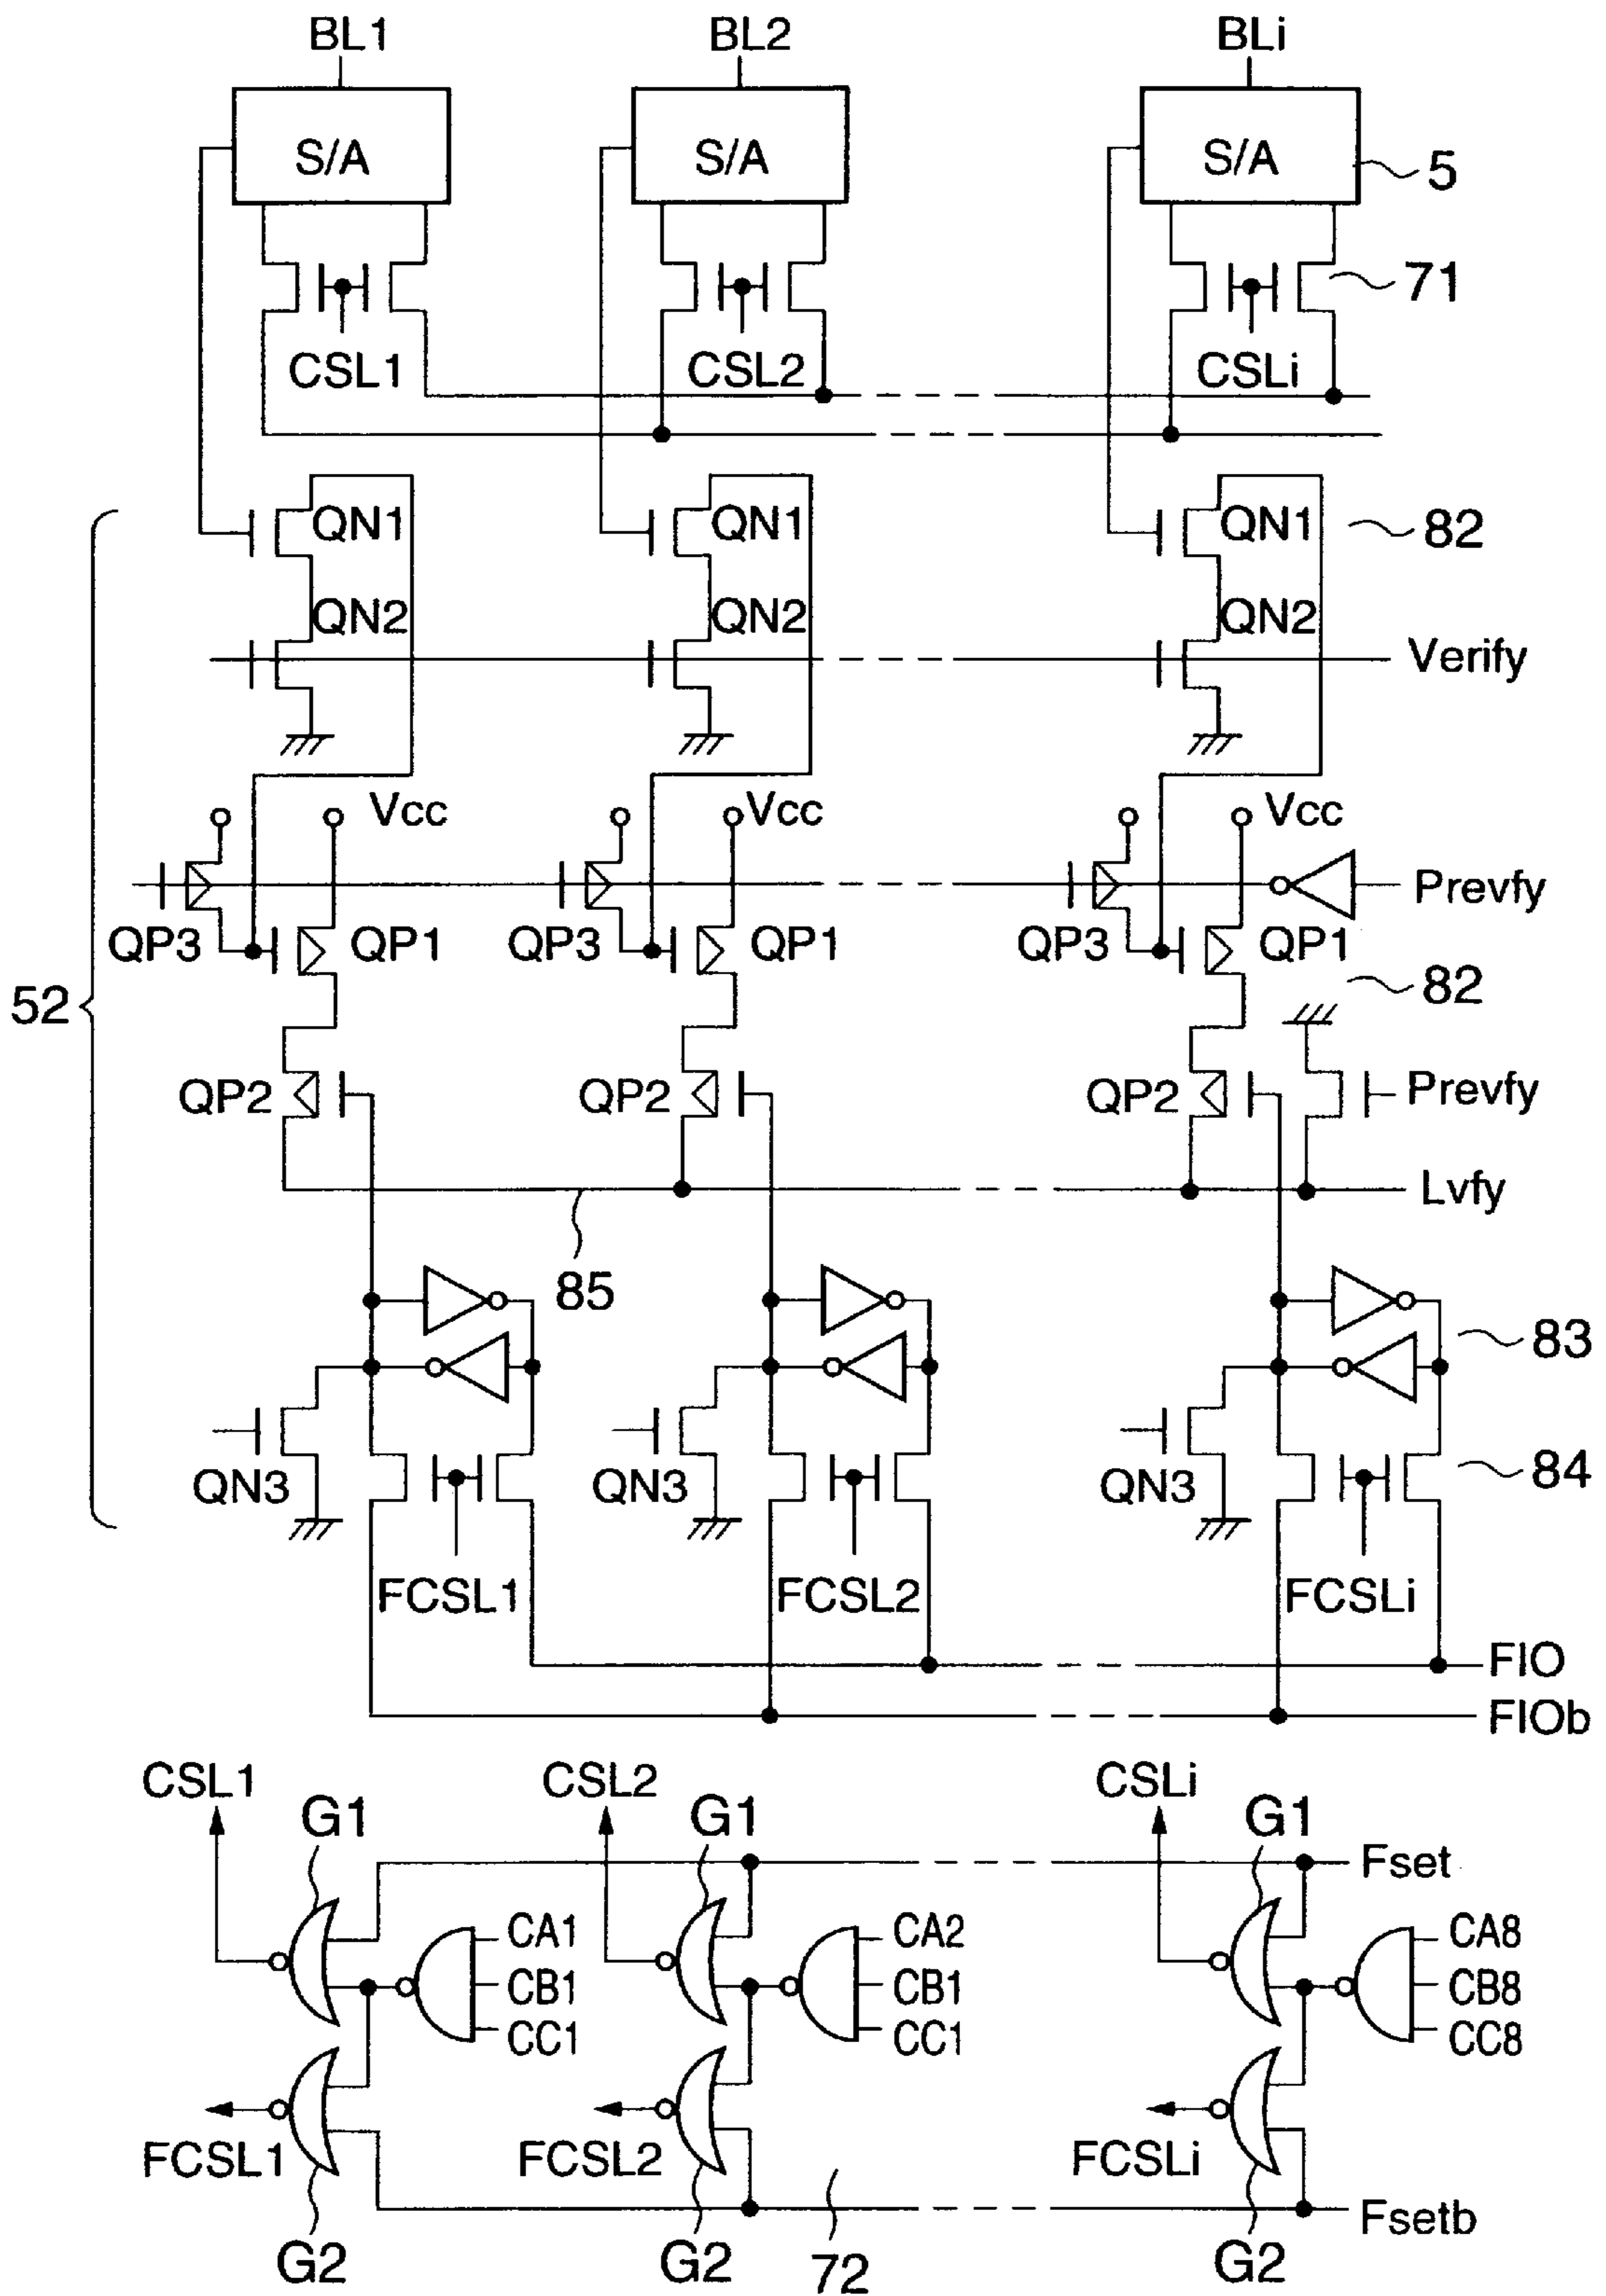 BL1 BL2 BLi
S/A S/A S/A 5
71
CSL1 CSL2 CSLi
QN1 QN1 QN1 82
QN2 QN2 QN2
Verify
Vcc Vcc Vcc
Prevfy
QP3 QP1 QP3 QP1 QP3 QP1
52 82
QP2 QP2 QP2 Prevfy
Lvfy
85
83
QN3 QN3 QN3 84
FCSL1 FCSL2 FCSLi
FIO
FIOb
CSL1 CSL2 CSLi
G1 G1 G1
Fset
CA1 CA2 CA8
CB1 CB1 CB8
CC1 CC1 CC8
FCSL1 FCSL2 FCSLi
Fsetb
G2 G2 72 G2